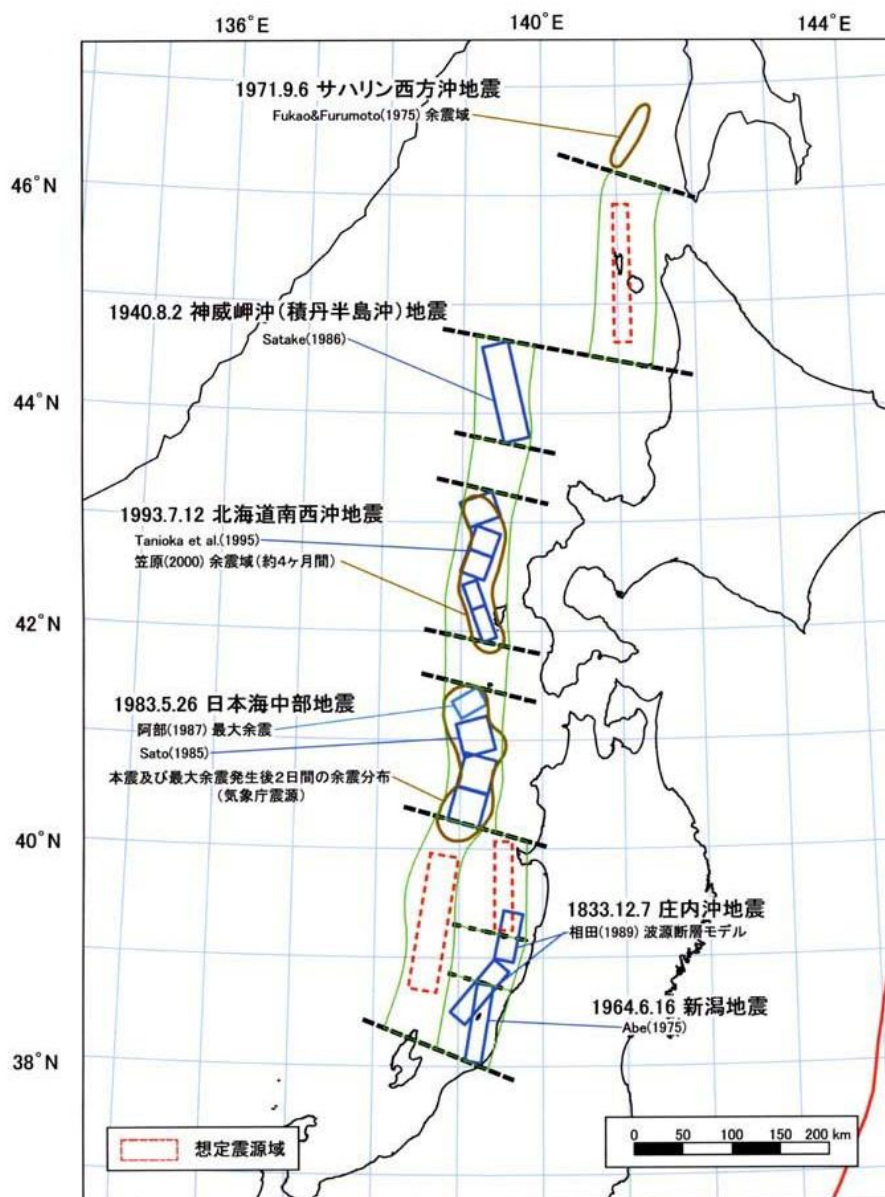 136°E
140°E
144°E
1971.9.6 サハリン西方沖地震
Fukao&Furumoto(1975) 余震域
46°N
1940.8.2 神威岬沖(積丹半島沖)地震
Satake(1986)
44°N
1993.7.12 北海道南西沖地震
Tanioka et al.(1995)
笠原(2000) 余震域(約4ヶ月間)
42°N
1983.5.26 日本海中部地震
阿部(1987) 最大余震
Sato(1985)
本震及び最大余震発生後2日間の余震分布
(気象庁震源)
40°N
1833.12.7 庄内沖地震
相田(1989) 波源断層モデル
1964.6.16 新潟地震
Abe(1975)
38°N
想定震源域
0 50 100 150 200 km